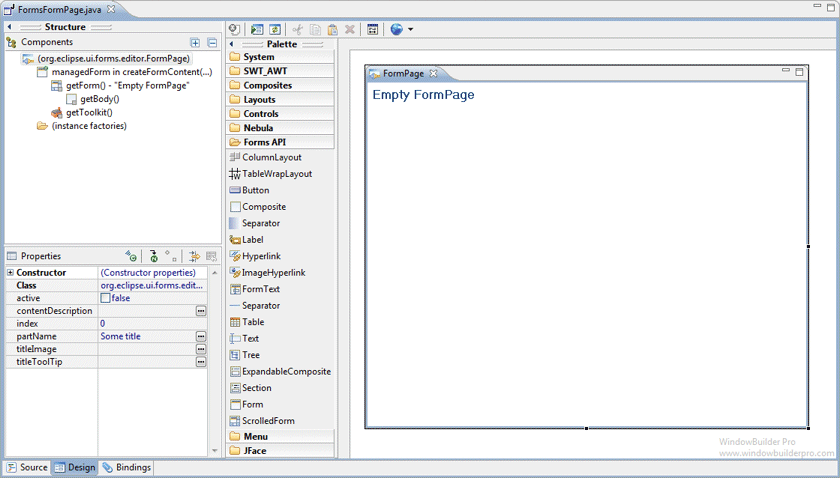 FormsFormPage.java
Structure
Components
(org.eclipse.ui.forms.editor.FormPage)
managedForm in createFormContent(...)
getForm() - "Empty FormPage"
getBody()
getToolkit()
(instance factories)
Properties
Constructor (Constructor properties)
Class org.eclipse.ui.forms.edit...
active false
contentDescription
index 0
partName Some title
titleImage
titleToolTip
Palette
System
SWT_AWT
Composites
Layouts
Controls
Nebula
Forms API
ColumnLayout
TableWrapLayout
Button
Composite
Separator
Label
Hyperlink
ImageHyperlink
FormText
Separator
Table
Text
Tree
ExpandableComposite
Section
Form
ScrolledForm
Menu
JFace
FormPage
Empty FormPage
WindowBuilder Pro
www.windowbuilderpro.com
Source Design Bindings